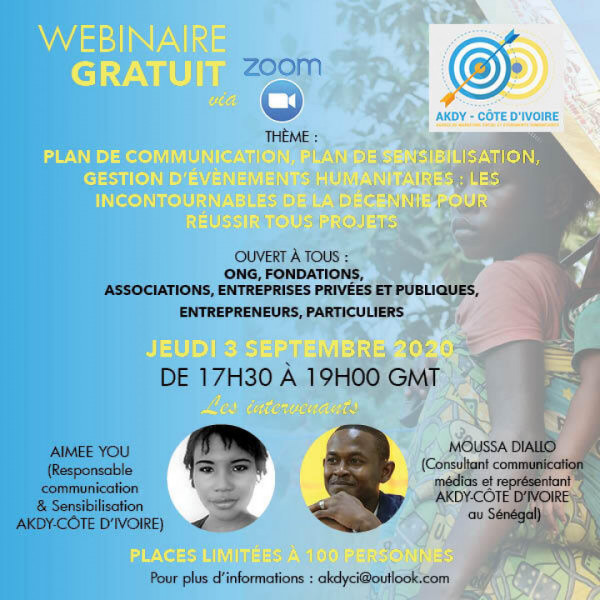 WEBINAIRE
GRATUIT
via
zoom
AKDY - CÔTE D'IVOIRE
THÈME :
PLAN DE COMMUNICATION, PLAN DE SENSIBILISATION,
GESTION D'ÉVÈNEMENTS HUMANITAIRES : LES
INCONTOURNABLES DE LA DÉCENNIE POUR
RÉUSSIR TOUS PROJETS
OUVERT À TOUS :
ONG, FONDATIONS,
ASSOCIATIONS, ENTREPRISES PRIVÉES ET PUBLIQUES,
ENTREPRENEURS, PARTICULIERS
JEUDI 3 SEPTEMBRE 2020
DE 17H30 À 19H00 GMT
Les intervenants
AIMEE YOU
(Responsable
communication
& Sensibilisation
AKDY-CÔTE D'IVOIRE)
MOUSSA DIALLO
(Consultant communication
médias et représentant
AKDY-CÔTE D'IVOIRE
au Sénégal)
PLACES LIMITÉES À 100 PERSONNES
Pour plus d'informations : akdyci@outlook.com